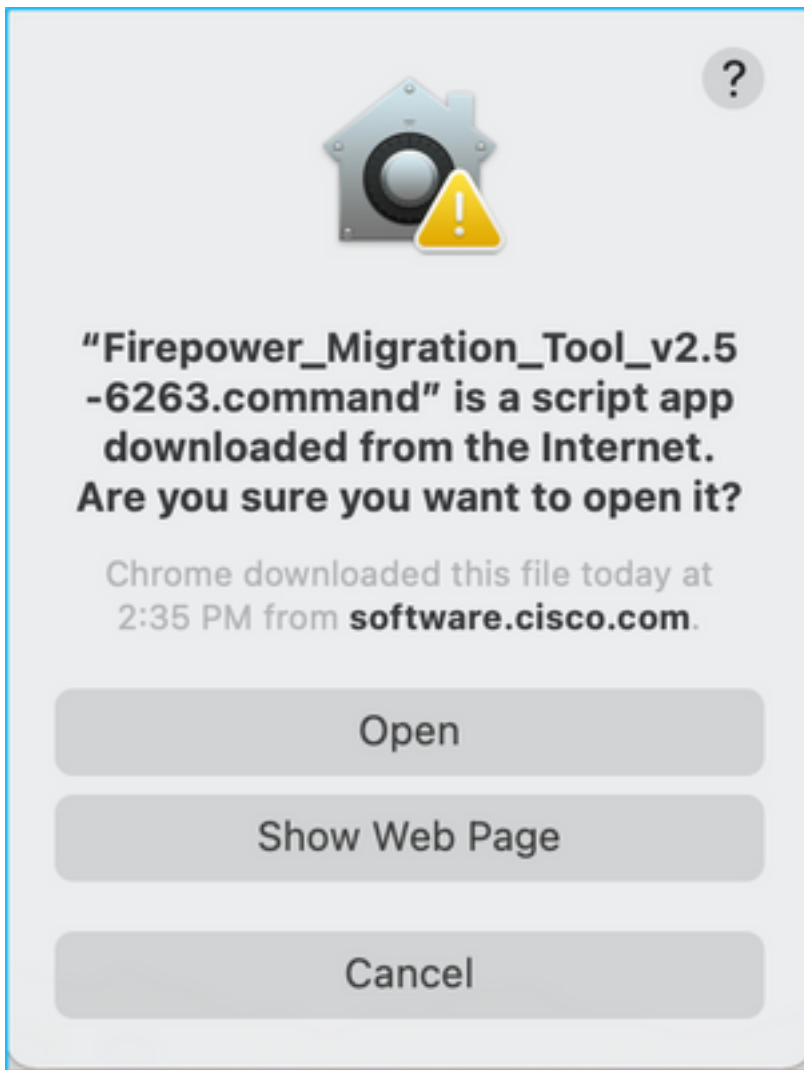 ?
“Firepower_Migration_Tool_v2.5
-6263.command” is a script app
downloaded from the Internet.
Are you sure you want to open it?
Chrome downloaded this file today at
2:35 PM from software.cisco.com.
Open
Show Web Page
Cancel